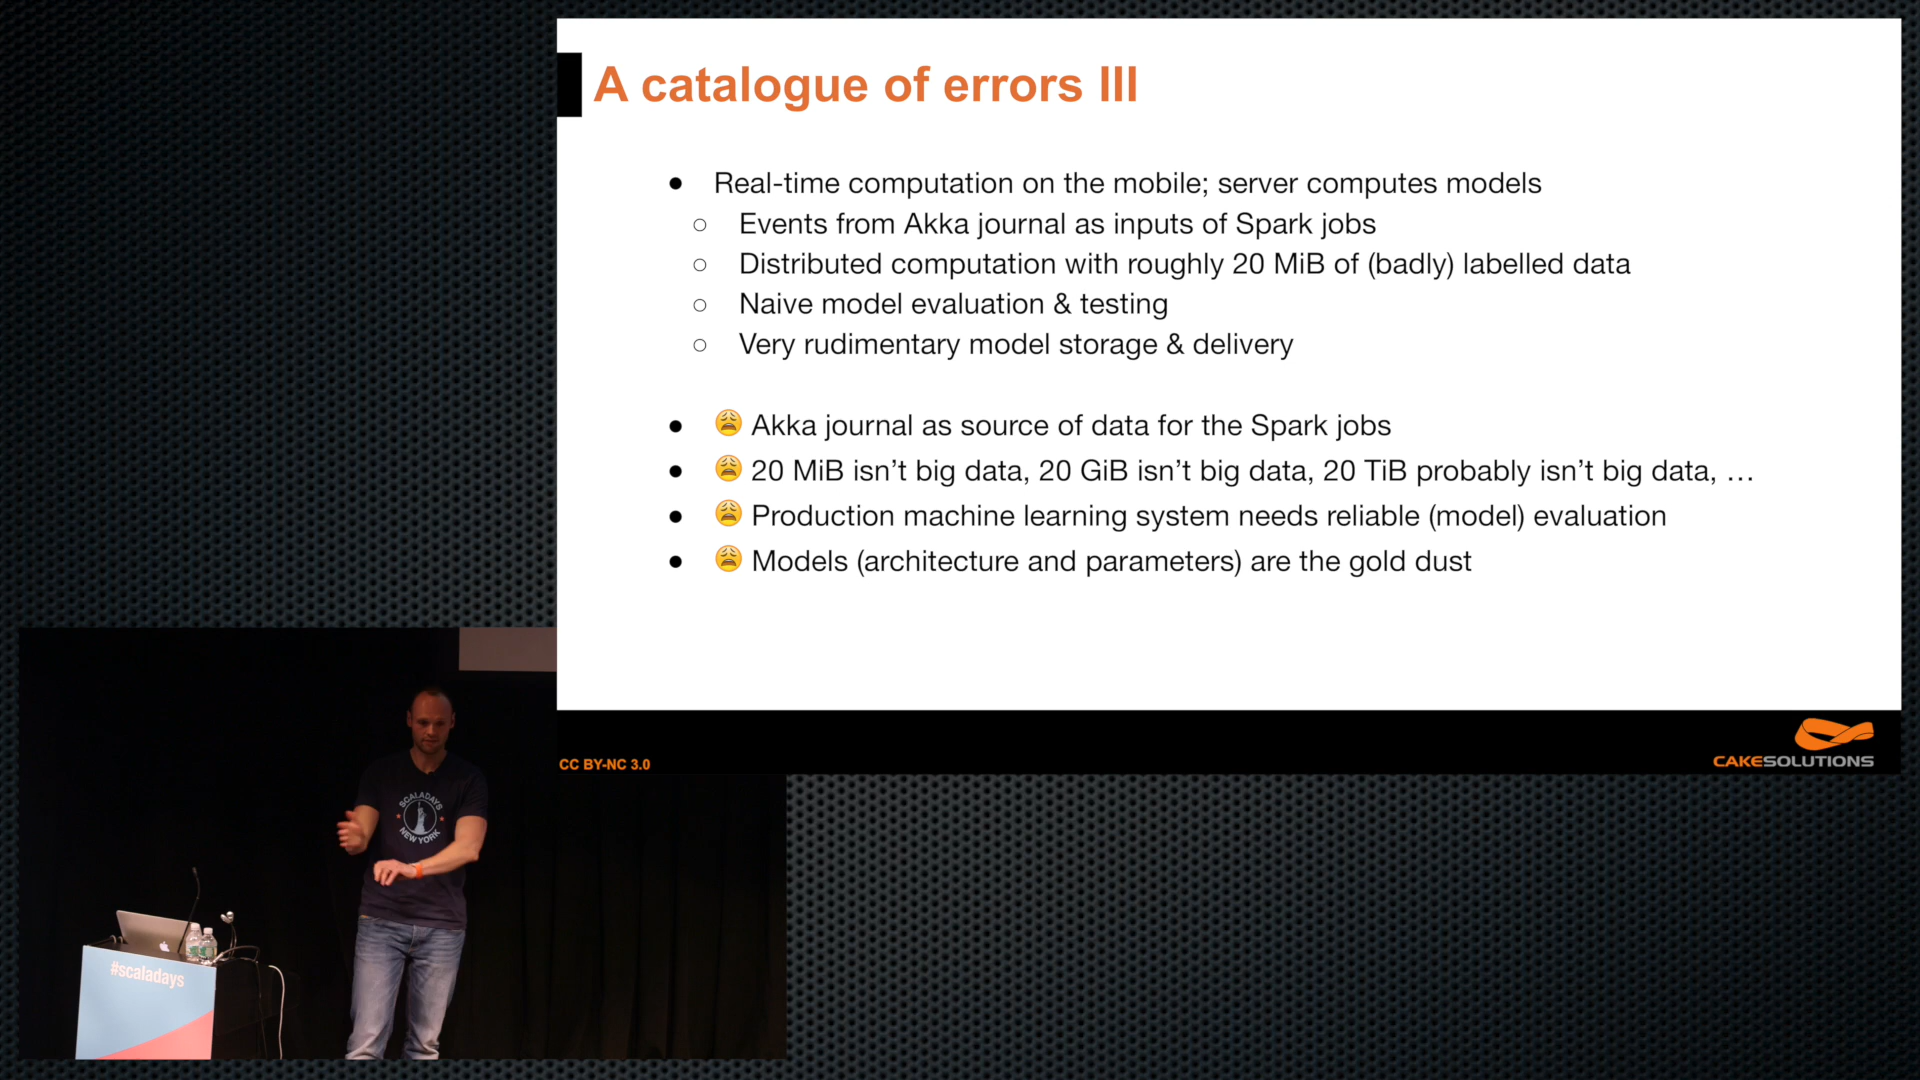 A catalogue of errors III
● Real-time computation on the mobile; server computes models
○ Events from Akka journal as inputs of Spark jobs
○ Distributed computation with roughly 20 MiB of (badly) labelled data
○ Naive model evaluation & testing
○ Very rudimentary model storage & delivery
● 😩 Akka journal as source of data for the Spark jobs
● 😩 20 MiB isn’t big data, 20 GiB isn’t big data, 20 TiB probably isn’t big data, …
● 😩 Production machine learning system needs reliable (model) evaluation
● 😩 Models (architecture and parameters) are the gold dust
CC BY-NC 3.0
CAKESOLUTIONS
SCALADAYS
NEW YORK
#scaladays